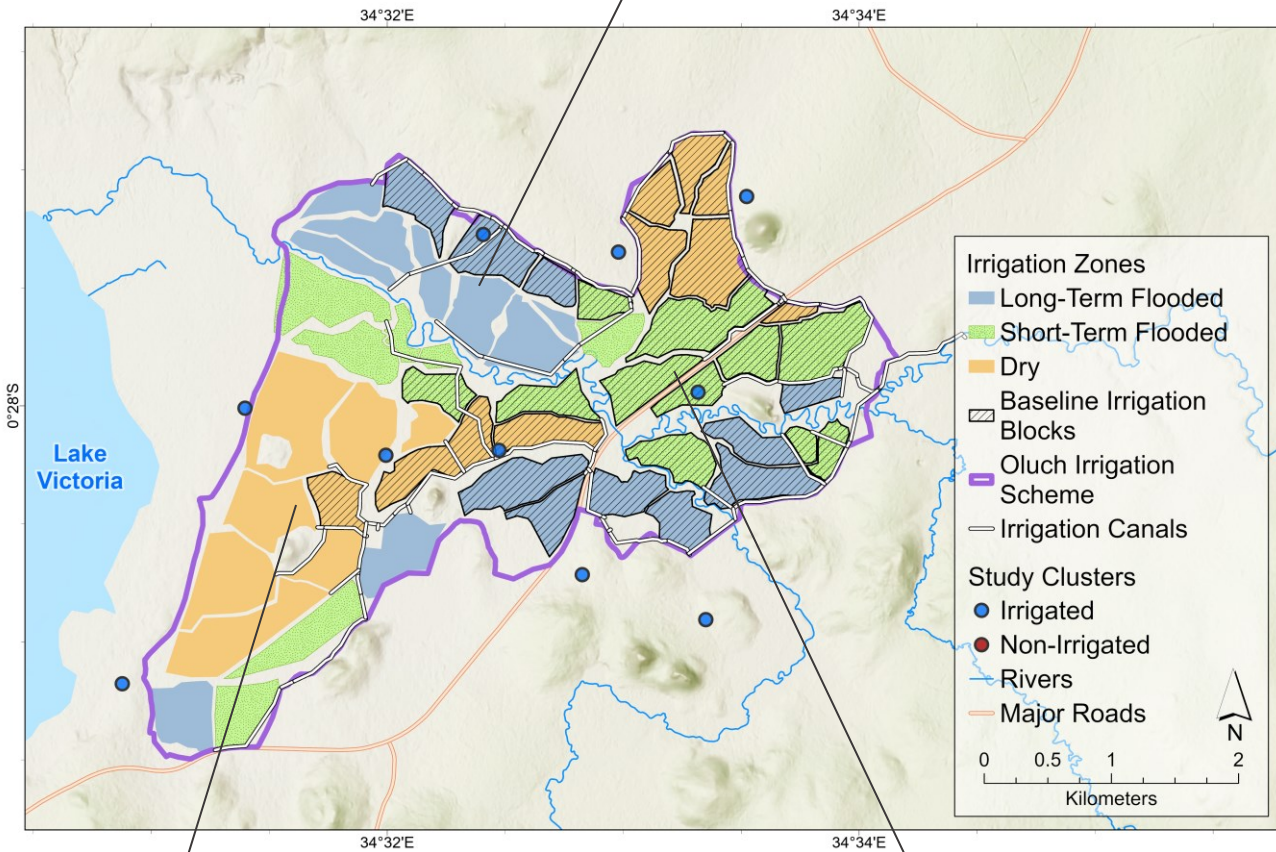 34°32'E
34°34'E
0°28'S
Lake
Victoria
Irrigation Zones
Long-Term Flooded
Short-Term Flooded
Dry
Baseline Irrigation
Blocks
Oluch Irrigation
Scheme
Irrigation Canals
Study Clusters
Irrigated
Non-Irrigated
Rivers
Major Roads
N
0 0.5 1 2
Kilometers
34°32'E
34°34'E